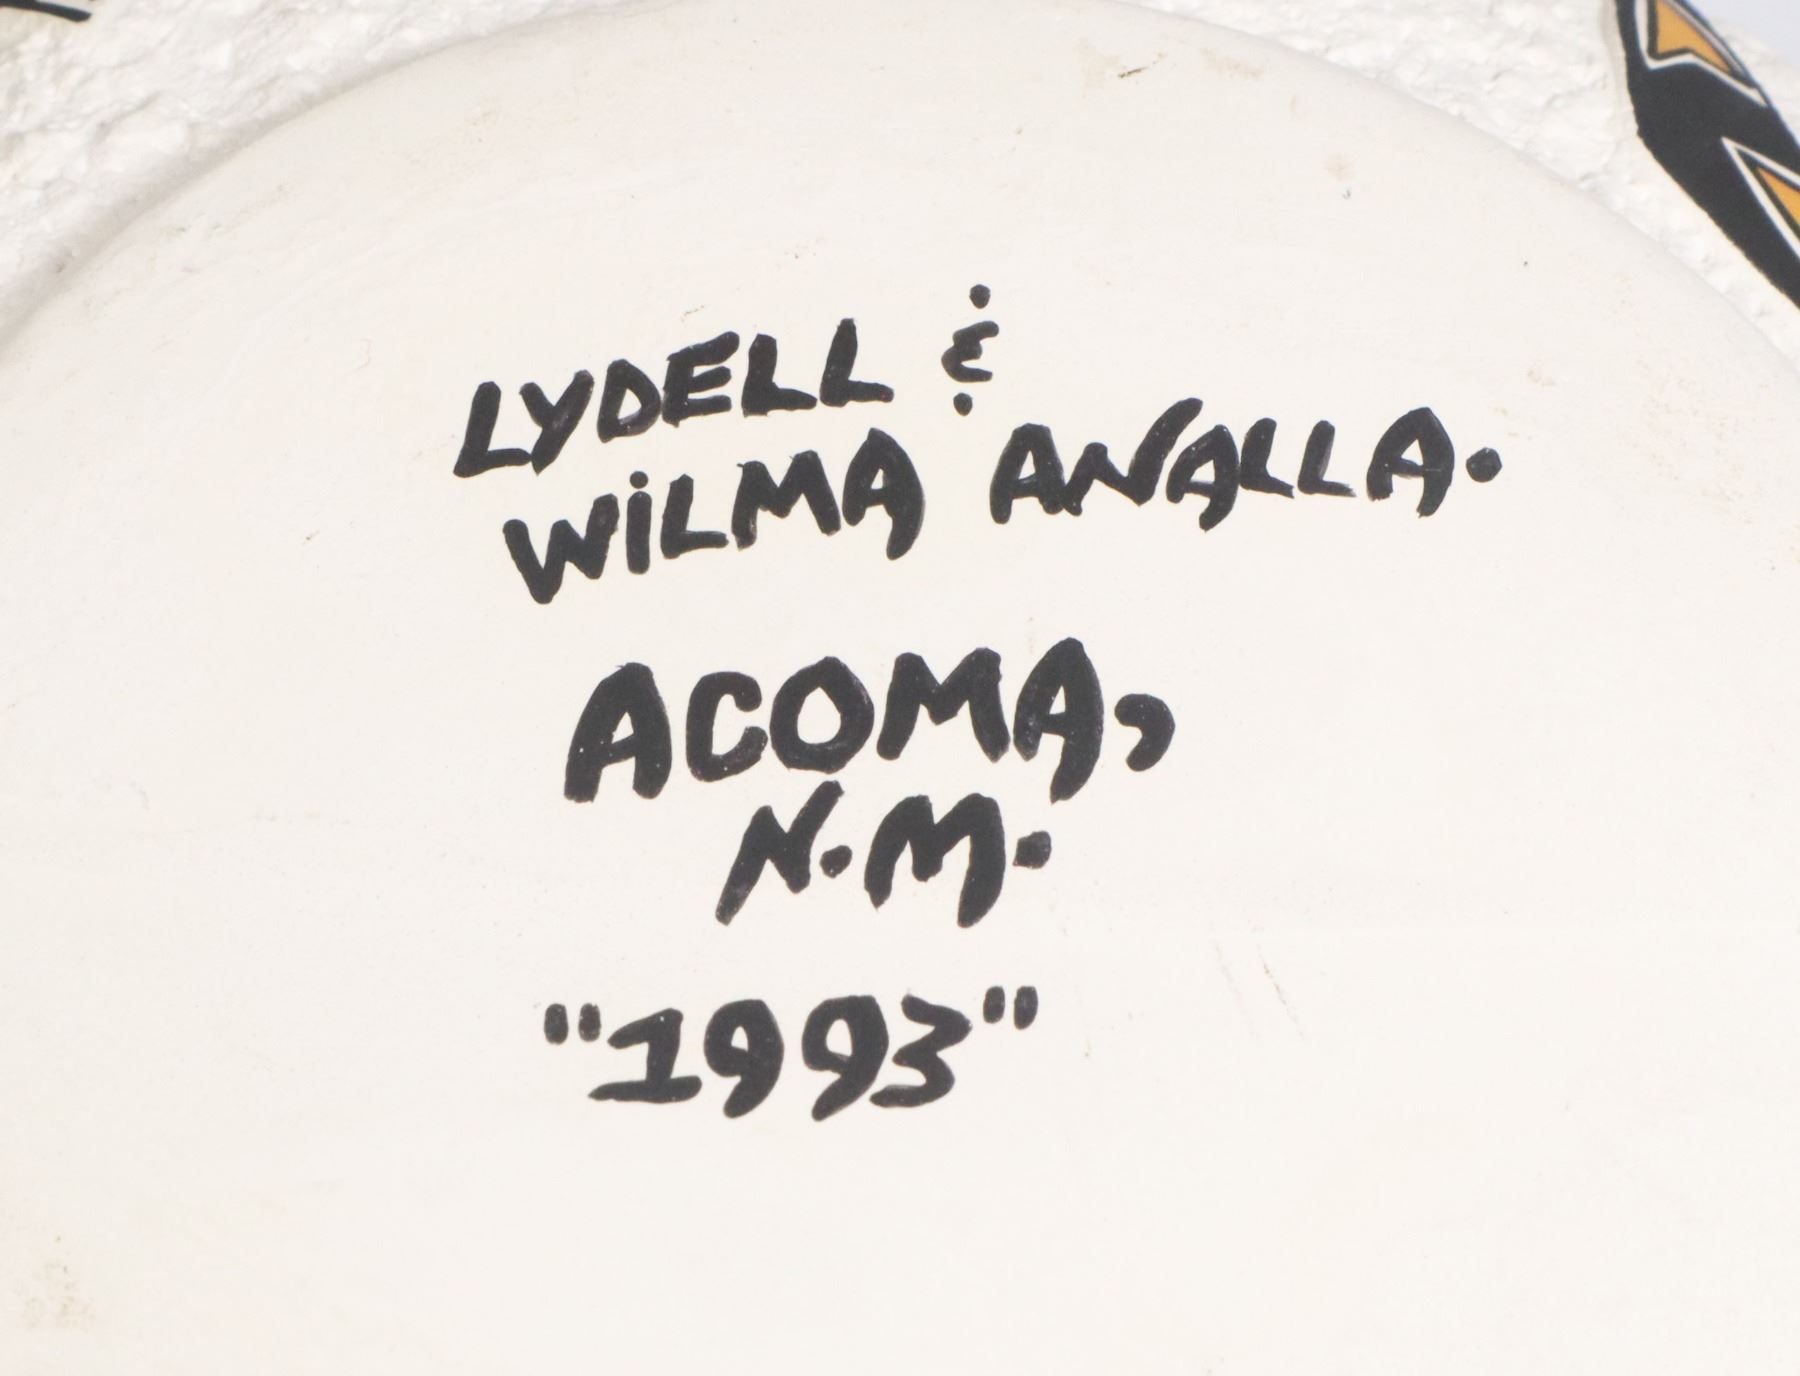 LYDELL &
WiLMA ANALLA.
ACOMA,
N.M.
"1993"